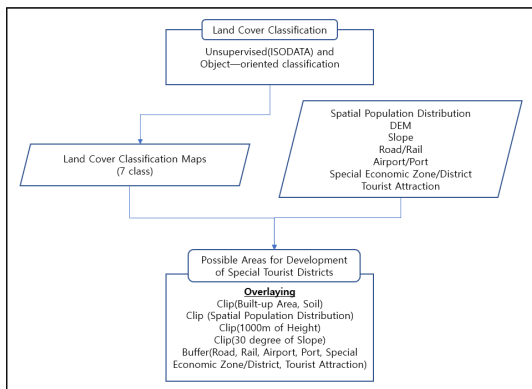 Land Cover Classification
Unsupervised(ISODATA) and
Object—oriented classification
Land Cover Classification Maps
(7 class)
Spatial Population Distribution
DEM
Slope
Road/Rail
Airport/Port
Special Economic Zone/District
Tourist Attraction
Possible Areas for Development
of Special Tourist Districts
Overlaying
Clip(Built-up Area, Soil)
Clip (Spatial Population Distribution)
Clip(1000m of Height)
Clip(30 degree of Slope)
Buffer(Road, Rail, Airport, Port, Special
Economic Zone/District, Tourist Attraction)